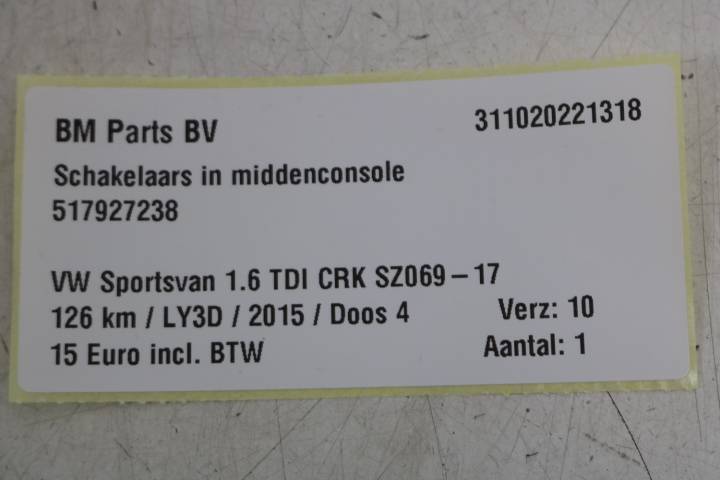 BM Parts BV 311020221318
Schakelaars in middenconsole
517927238
VW Sportsvan 1.6 TDI CRK SZ069 – 17
126 km / LY3D / 2015 / Doos 4 Verz: 10
15 Euro incl. BTW Aantal: 1